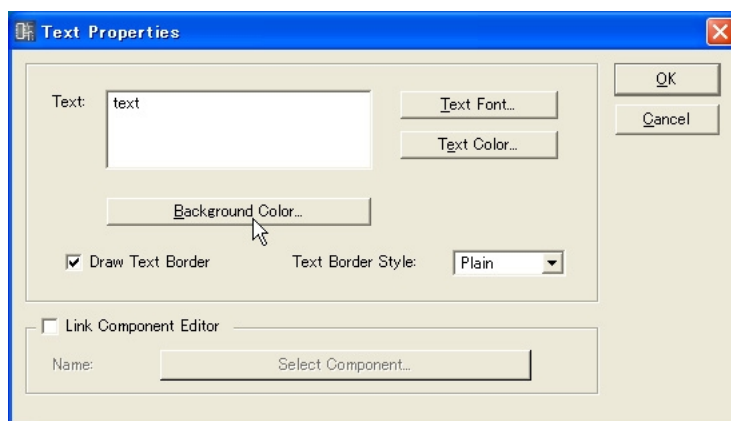 Text Properties
OK
Text:
text
Text Font...
Cancel
Text Color...
Background Color...
Draw Text Border
Text Border Style:
Plain
Link Component Editor
Name:
Select Component...